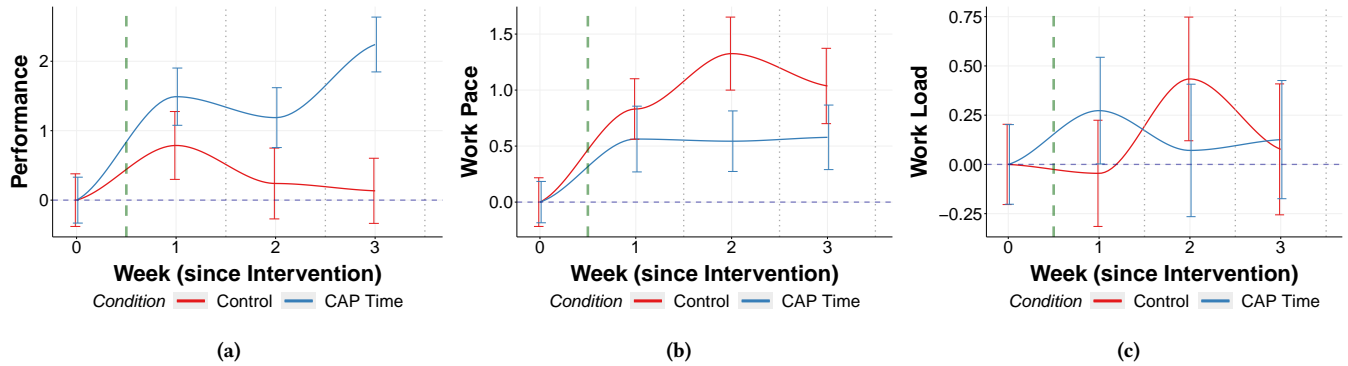 Performance
2
1
0
0 1 2 3
Week (since Intervention)
Condition Control CAP Time
(a)
Work Pace
1.5
1.0
0.5
0.0
0 1 2 3
Week (since Intervention)
Condition Control CAP Time
(b)
Work Load
0.75
0.50
0.25
0.00
−0.25
0 1 2 3
Week (since Intervention)
Condition Control CAP Time
(c)